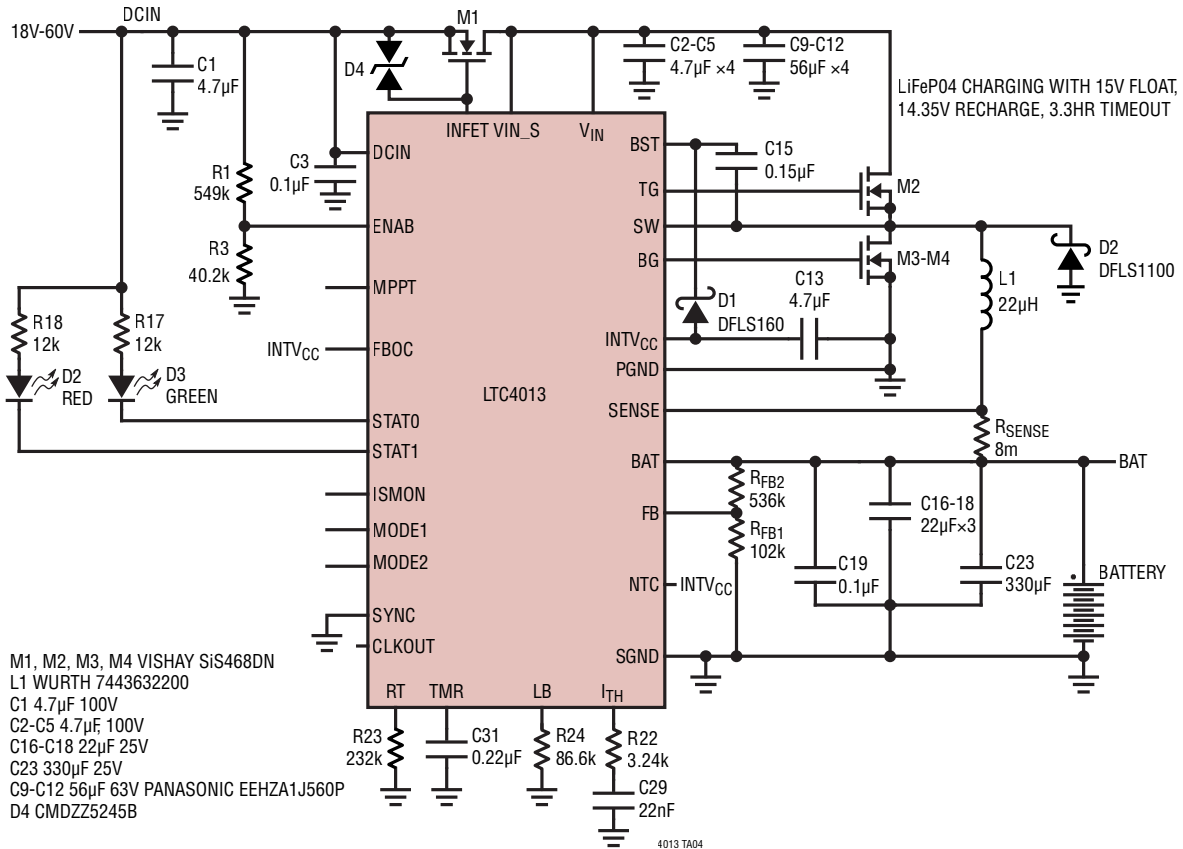 18V-60V
DCIN
C1
4.7µF
D4
M1
C2-C5
4.7µF ×4
C9-C12
56µF ×4
LiFePO4 CHARGING WITH 15V FLOAT,
14.35V RECHARGE, 3.3HR TIMEOUT
INFET VIN_S
VIN
DCIN
C3
0.1µF
R1
549k
ENAB
R3
40.2k
MPPT
INTVCC
FBOC
R18
12k
R17
12k
D2
RED
D3
GREEN
STAT0
STAT1
ISMON
MODE1
MODE2
SYNC
CLKOUT
LTC4013
BST
C15
0.15µF
TG
M2
SW
BG
M3-M4
D2
DFLS1100
L1
22µH
D1
DFLS160
C13
4.7µF
INTVCC
PGND
SENSE
RSENSE
8m
BAT
BAT
RFB2
536k
FB
RFB1
102k
C16-18
22µF×3
C19
0.1µF
C23
330µF
BATTERY
NTC
INTVCC
SGND
RT
TMR
LB
ITH
R23
232k
C31
0.22µF
R24
86.6k
R22
3.24k
C29
22nF
M1, M2, M3, M4 VISHAY SiS468DN
L1 WURTH 7443632200
C1 4.7µF 100V
C2-C5 4.7µF, 100V
C16-C18 22µF 25V
C23 330µF 25V
C9-C12 56µF 63V PANASONIC EEHZA1J560P
D4 CMDZZ5245B
4013 TA04